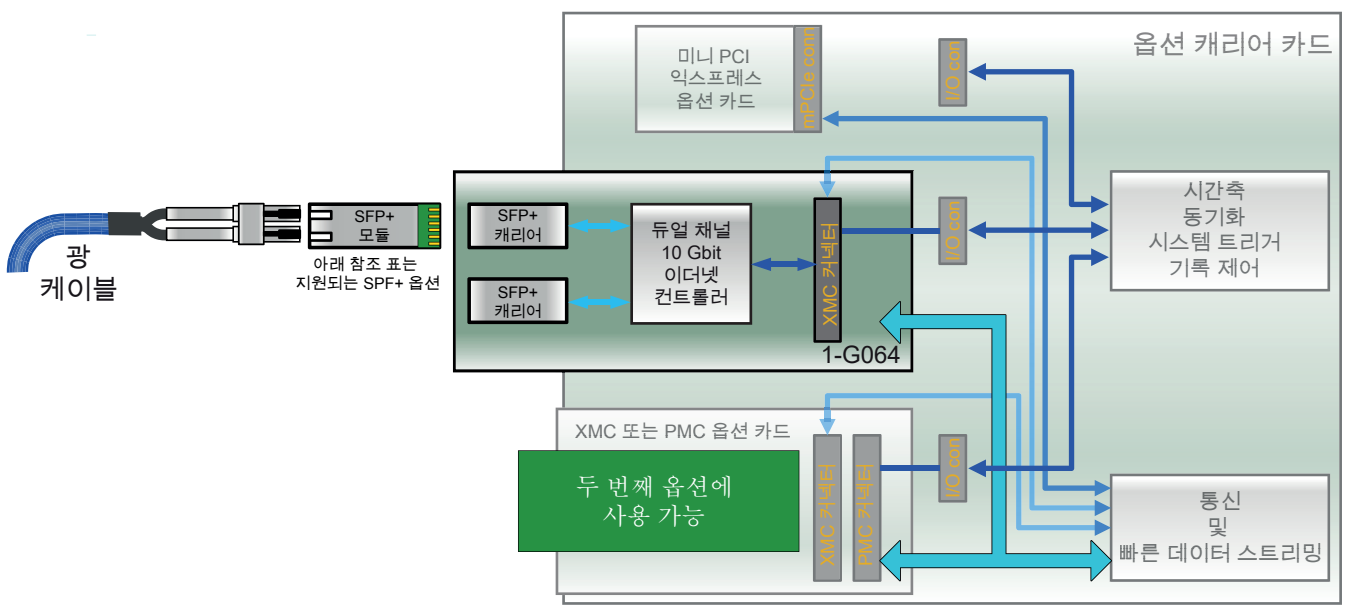 옵션 캐리어 카드
미니 PCI
익스프레스
옵션 카드
mPCIe conn
I/O con
시간축
동기화
시스템 트리거
기록 제어
광
케이블
SFP+
모듈
아래 참조 표는
지원되는 SPF+ 옵션
SFP+
캐리어
SFP+
캐리어
듀얼 채널
10 Gbit
이더넷
컨트롤러
XMC 커넥터
I/O con
1-G064
XMC 또는 PMC 옵션 카드
두 번째 옵션에
사용 가능
XMC 커넥터
PMC 커넥터
I/O con
통신
및
빠른 데이터 스트리밍